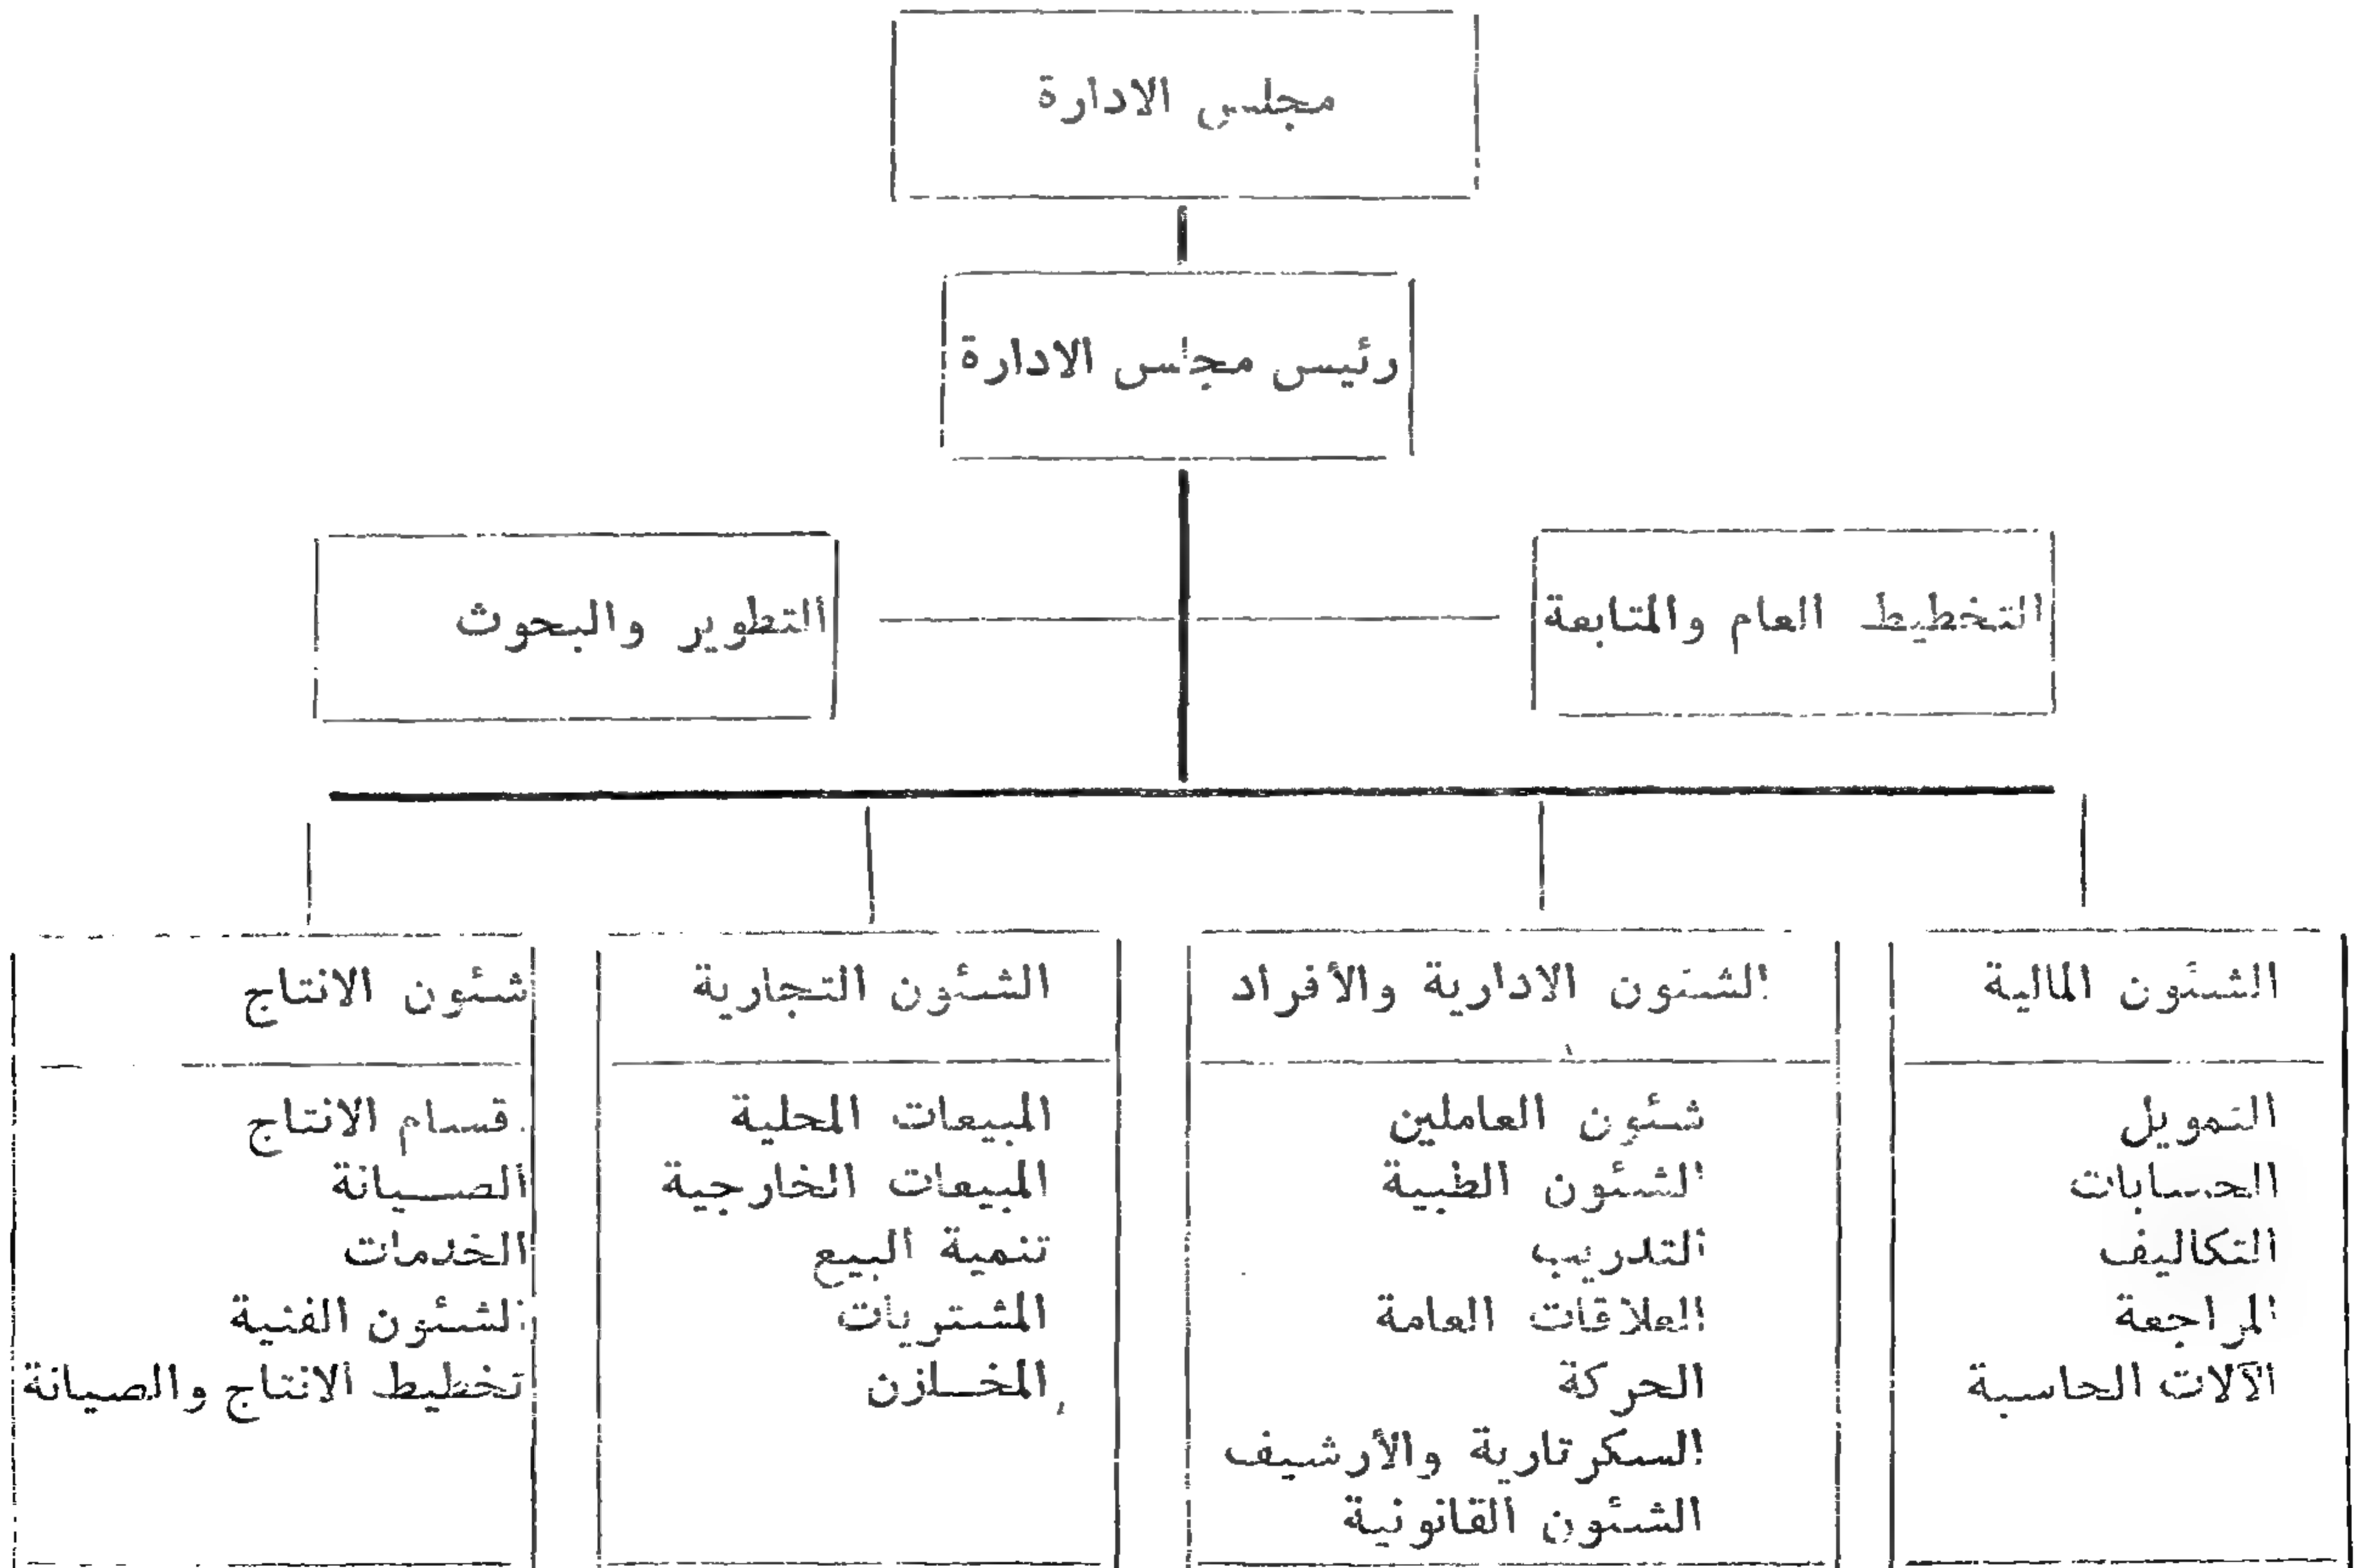 مجلس الادارة
رئيس مجلس الادارة
التخطيط العام والمتابعة
التطوير والبحوث
الشئون المالية
التمويل
الحسابات
التكاليف
المراجعة
الآلات الحاسبة
الشئون الادارية والأفراد
شئون العاملين
الشئون الطبية
التدريب
العلاقات العامة
الحركة
السكرتارية والأرشيف
الشئون القانونية
الشئون التجارية
المبيعات المحلية
المبيعات الخارجية
تنمية البيع
المشتريات
المخازن
شئون الانتاج
قسام الانتاج
الصيانة
الخدمات
الشئون الفنية
تخطيط الانتاج والصيانة